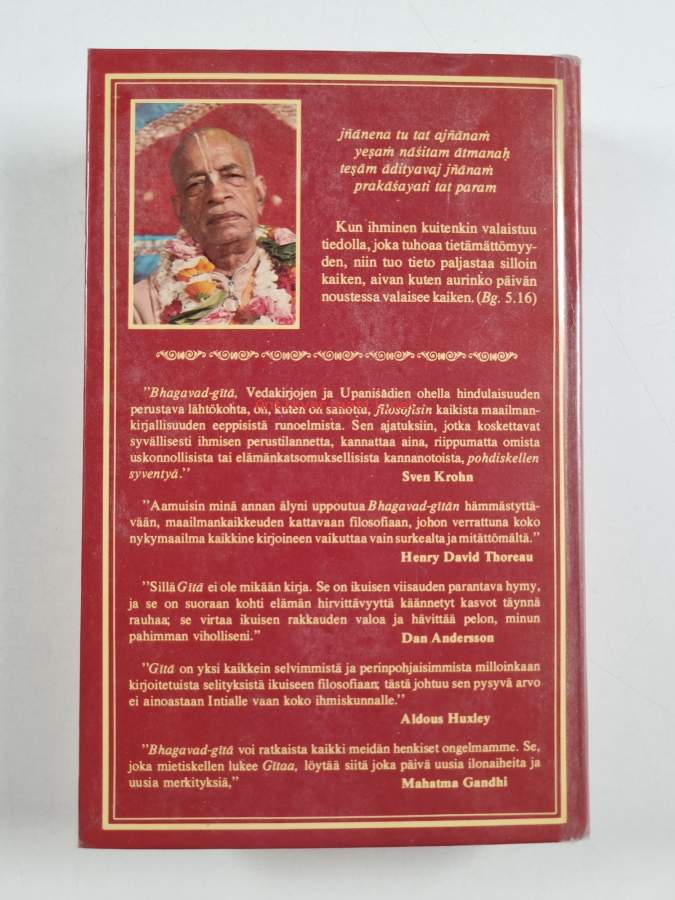 jñānena tu tat ajñānaṁ
yeṣaṁ nāśitam ātmanaḥ
teṣām ādityavaj jñānaṁ
prakāśayati tat param
Kun ihminen kuitenkin valaistuu
tiedolla, joka tuhoaa tietämättömyy-
den, niin tuo tieto paljastaa silloin
kaiken, aivan kuten aurinko päivän
noustessa valaisee kaiken. (Bg. 5.16)
"Bhagavad-gītā, Vedakirjojen ja Upaniṣādien ohella hindulaisuuden
perustava lähtökohta, on, kuten on sanottu, filosofisin kaikista maailman-
kirjallisuuden eeppisistä runoelmista. Sen ajatuksiin, jotka koskettavat
syvällisesti ihmisen perustilannetta, kannattaa aina, riippumatta omista
uskonnollisista tai elämänkatsomuksellisista kannanotoista, pohdiskellen
syventyä." Sven Krohn
"Aamuisin minä annan älyni uppoutua Bhagavad-gītān hämmästyttä-
vään, maailmankaikkeuden kattavaan filosofiaan, johon verrattuna koko
nykymaailma kaikkine kirjoineen vaikuttaa vain surkealta ja mitättömältä."
Henry David Thoreau
"Sillä Gītā ei ole mikään kirja. Se on ikuisen viisauden parantava hymy,
ja se on suoraan kohti elämän hirvittävyyttä käännetyt kasvot täynnä
rauhaa; se virtaa ikuisen rakkauden valoa ja hävittää pelon, minun
pahimman viholliseni." Dan Andersson
"Gītā on yksi kaikkein selvimmistä ja perinpohjaisimmista milloinkaan
kirjoitetuista selityksistä ikuiseen filosofiaan; tästä johtuu sen pysyvä arvo
ei ainoastaan Intialle vaan koko ihmiskunnalle."
Aldous Huxley
"Bhagavad-gītā voi ratkaista kaikki meidän henkiset ongelmamme. Se,
joka mietiskellen lukee Gītaa, löytää siitä joka päivä uusia ilonaiheita ja
uusia merkityksiä," Mahatma Gandhi